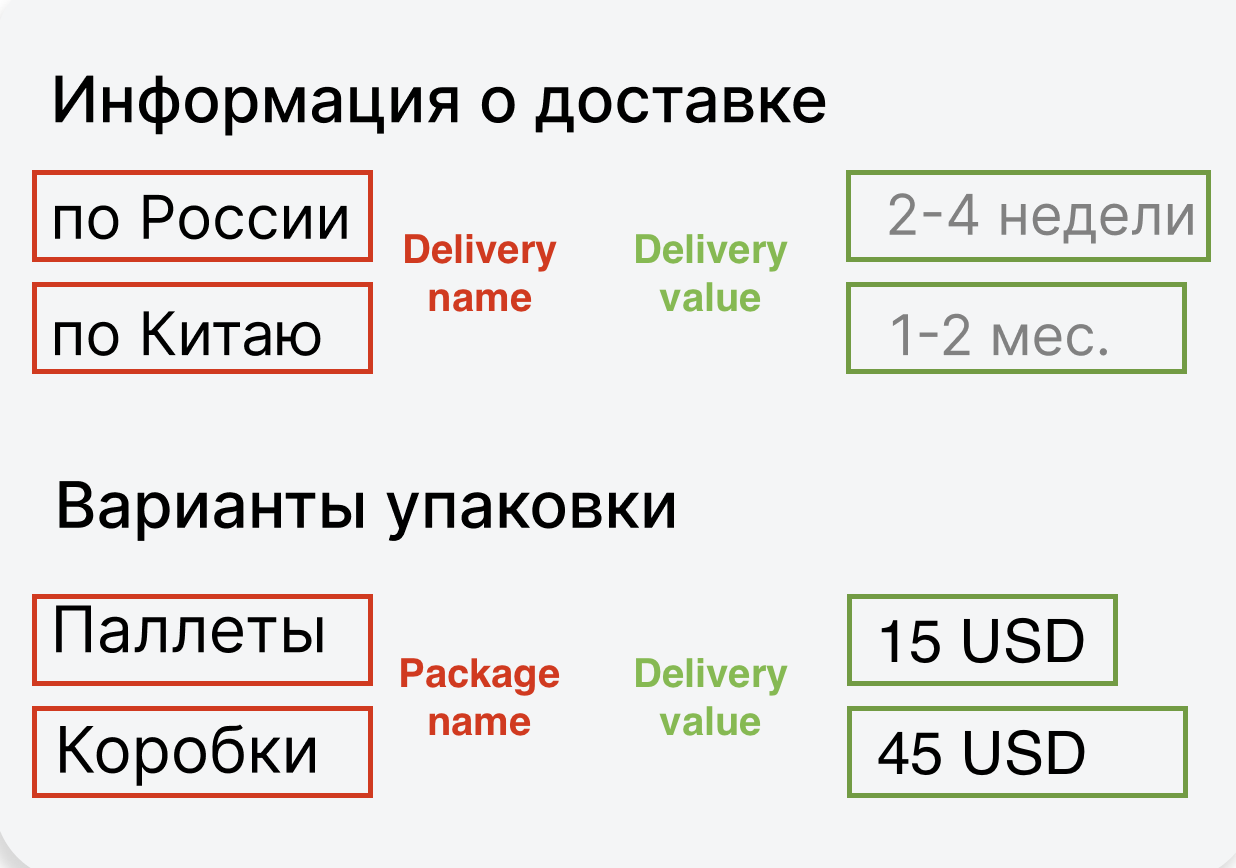 Информация о доставке
по России
Delivery
name
Delivery
value
2-4 недели
по Китаю
1-2 мес.
Варианты упаковки
Паллеты
Package
name
Delivery
value
15 USD
Коробки
45 USD